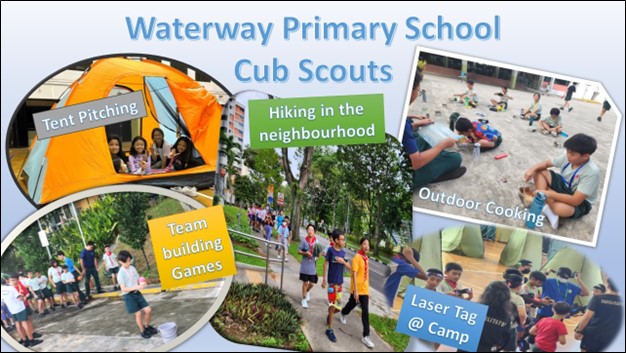 Waterway Primary School
Cub Scouts
Tent Pitching
Hiking in the
neighbourhood
Outdoor Cooking
Team
building
Games
Laser Tag
@ Camp